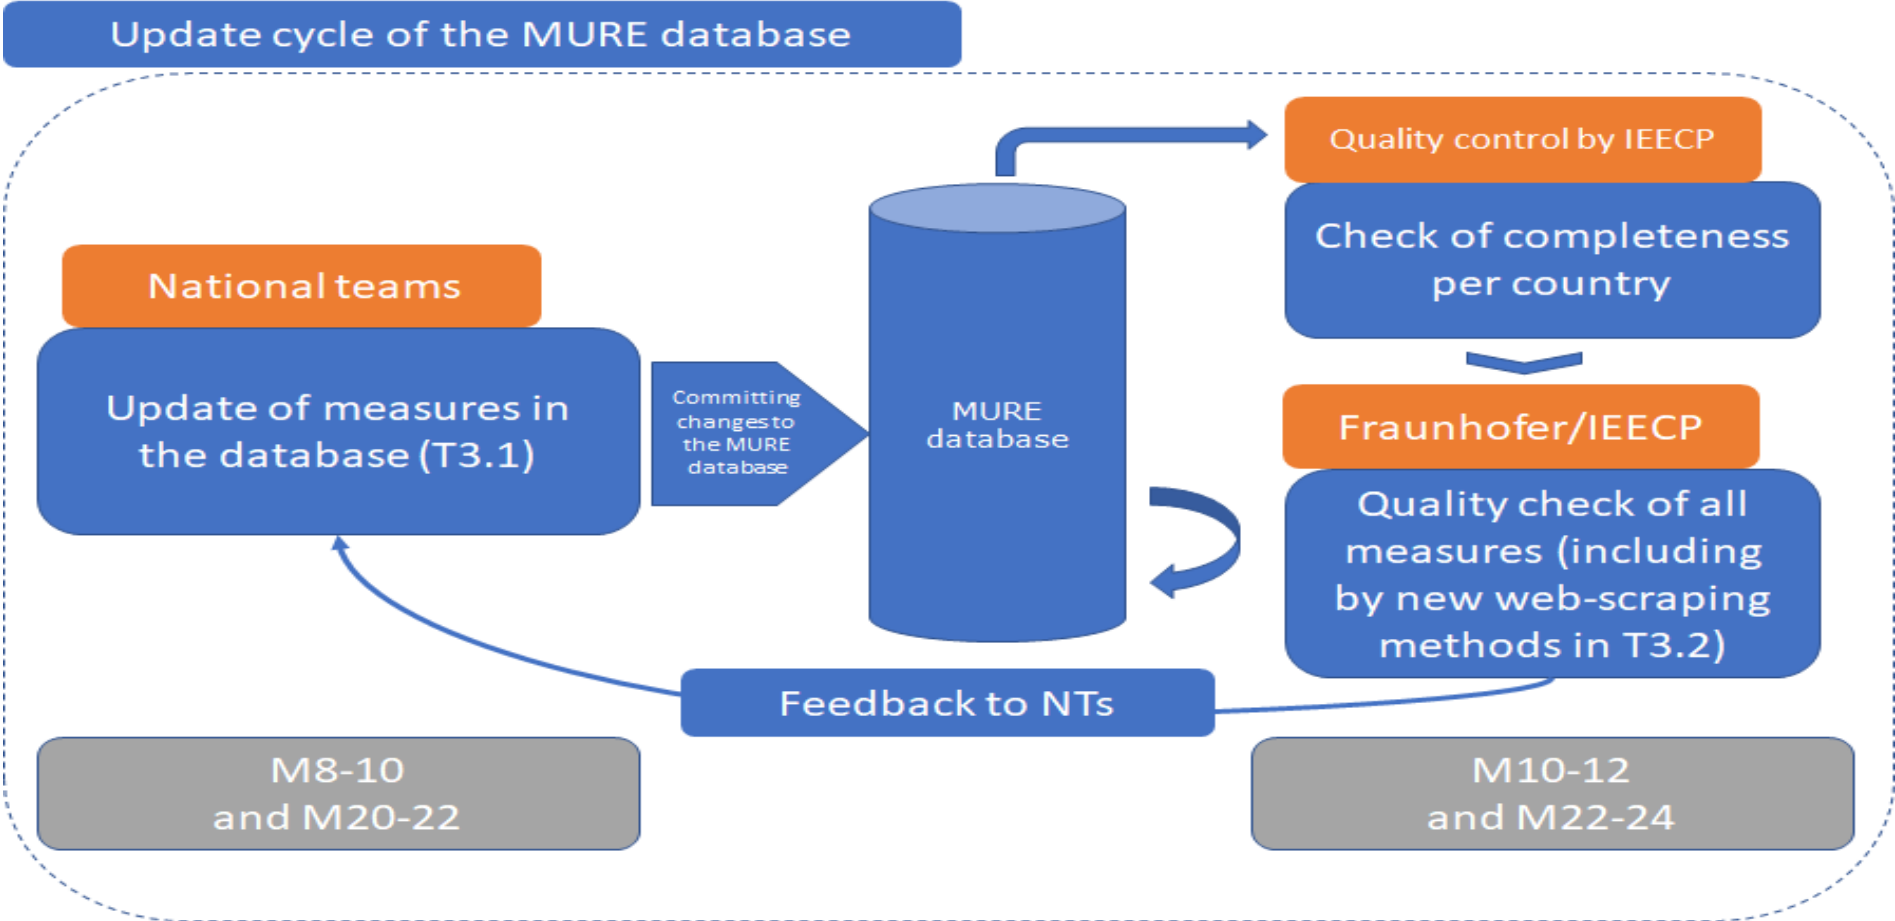 Update cycle of the MURE database
National teams
Update of measures in
the database (T3.1)
Committing
changes to
the MURE
database
MURE
database
Quality control by IEECP
Check of completeness
per country
Fraunhofer/IEECP
Quality check of all
measures (including
by new web-scraping
methods in T3.2)
Feedback to NTs
M8-10
and M20-22
M10-12
and M22-24